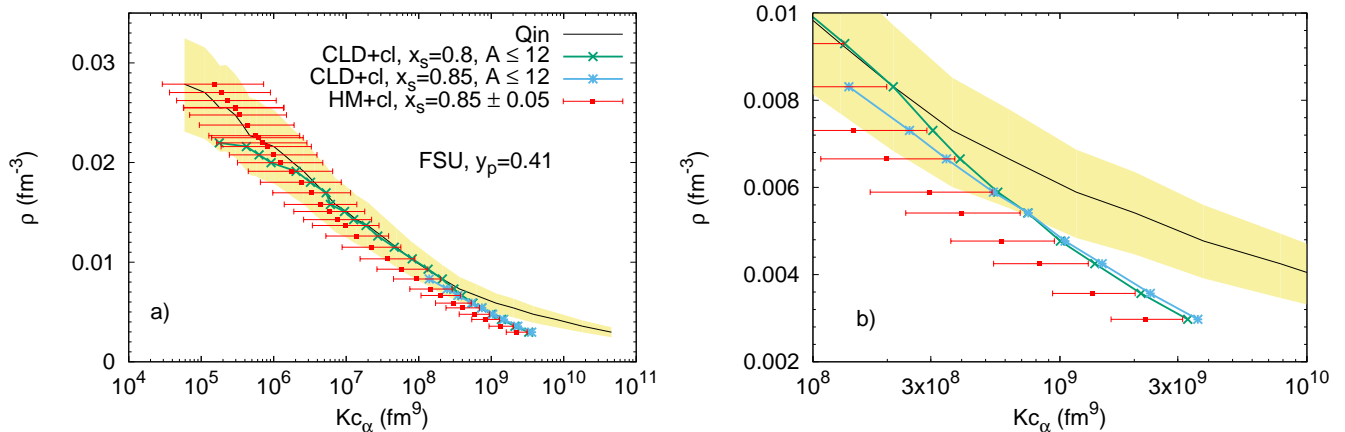 Qin
CLD+cl, x_s=0.8, A ≤ 12
CLD+cl, x_s=0.85, A ≤ 12
HM+cl, x_s=0.85 ± 0.05
FSU, y_p=0.41
a)
ρ (fm⁻³)
0.03
0.02
0.01
0
10⁴ 10⁵ 10⁶ 10⁷ 10⁸ 10⁹ 10¹⁰ 10¹¹
Kc_α (fm⁹)
ρ (fm⁻³)
0.01
0.008
0.006
0.004
0.002
b)
10⁸ 3x10⁸ 10⁹ 3x10⁹ 10¹⁰
Kc_α (fm⁹)